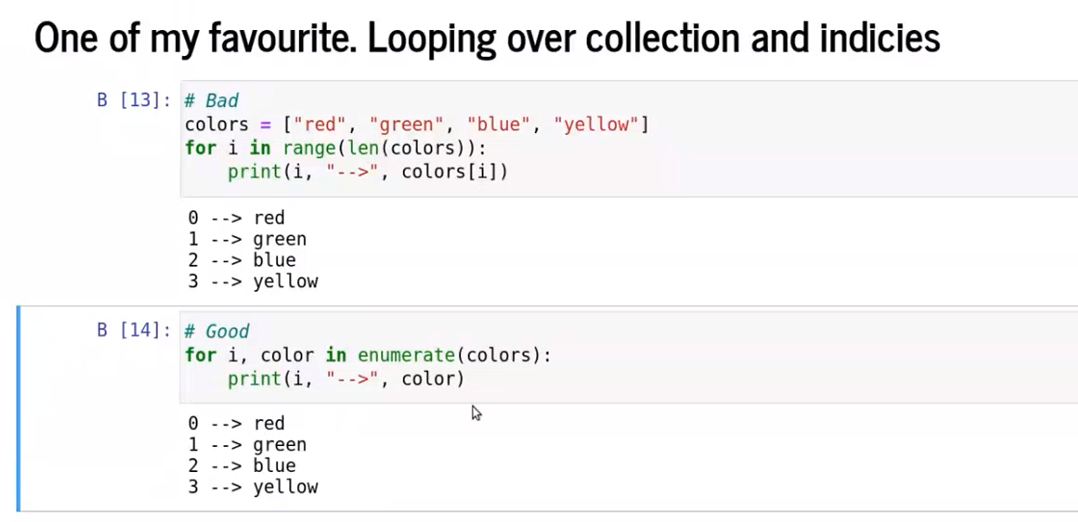 One of my favourite. Looping over collection and indicies
B [13]: # Bad
colors = ["red", "green", "blue", "yellow"]
for i in range(len(colors)):
    print(i, "-->", colors[i])
0 --> red
1 --> green
2 --> blue
3 --> yellow
B [14]: # Good
for i, color in enumerate(colors):
    print(i, "-->", color)
0 --> red
1 --> green
2 --> blue
3 --> yellow